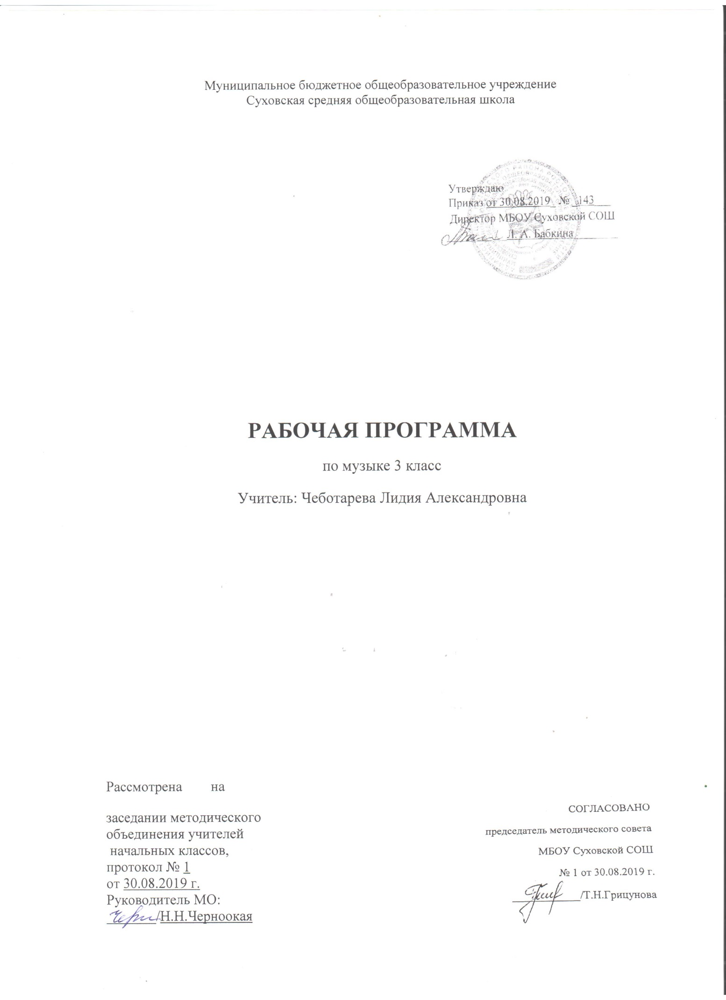 Муниципальное бюджетное общеобразовательное учреждение
Суховская средняя общеобразовательная школа
Утверждаю
Приказ от 30.08.2019_ № _143___
Директор МБОУ Суховской СОШ
Л. А. Бабкина
РАБОЧАЯ ПРОГРАММА
по музыке 3 класс
Учитель: Чеботарева Лидия Александровна
Рассмотрена на
заседании методического
объединения учителей
начальных классов,
протокол № 1
от 30.08.2019 г.
Руководитель МО:
/Н.Н.Черноокая
СОГЛАСОВАНО
председатель методического совета
МБОУ Суховской СОШ
№ 1 от 30.08.2019 г.
/Т.Н.Грицунова